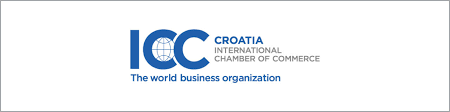 ICC
CROATIA
INTERNATIONAL
CHAMBER OF COMMERCE
The world business organization